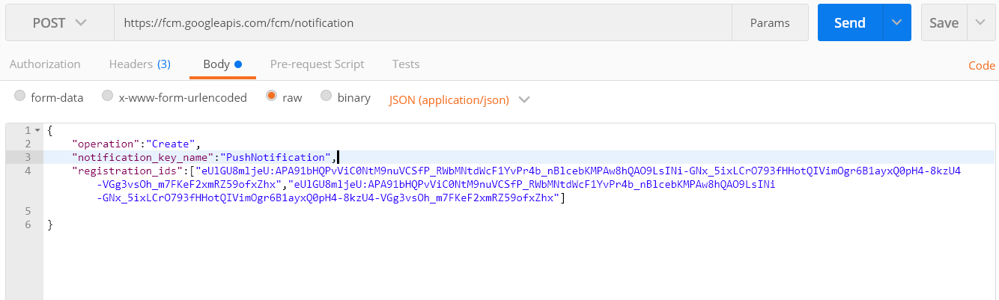 POST https://fcm.googleapis.com/fcm/notification Params Send Save
Authorization Headers (3) Body Pre-request Script Tests Code
form-data x-www-form-urlencoded raw binary JSON (application/json)
1 {
2 "operation":"Create",
3 "notification_key_name":"PushNotification",
4 "registration_ids":["eUlGU8mljeU:APA91bHQPvViC0NtM9nuVCSfP_RWbMNtdWcF1YvPr4b_nBlcebKMPAw8hQAO9LsINi-GNx_5ixLCrO793fHHotQIVimOgr6B1ayxQ0pH4-8kzU4
-VGg3vsOh_m7FKeF2xmRZ59ofxZhx","eUlGU8mljeU:APA91bHQPvViC0NtM9nuVCSfP_RWbMNtdWcF1YvPr4b_nBlcebKMPAw8hQAO9LsINi
-GNx_5ixLCrO793fHHotQIVimOgr6B1ayxQ0pH4-8kzU4-VGg3vsOh_m7FKeF2xmRZ59ofxZhx"]
5
6 }